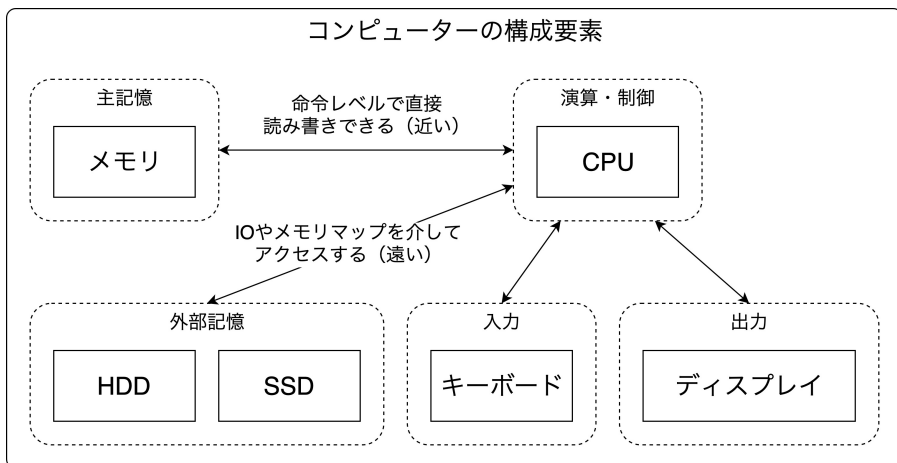 コンピューターの構成要素
主記憶
メモリ
命令レベルで直接
読み書きできる（近い）
演算・制御
CPU
IOやメモリマップを介して
アクセスする（遠い）
外部記憶
HDD
SSD
入力
キーボード
出力
ディスプレイ